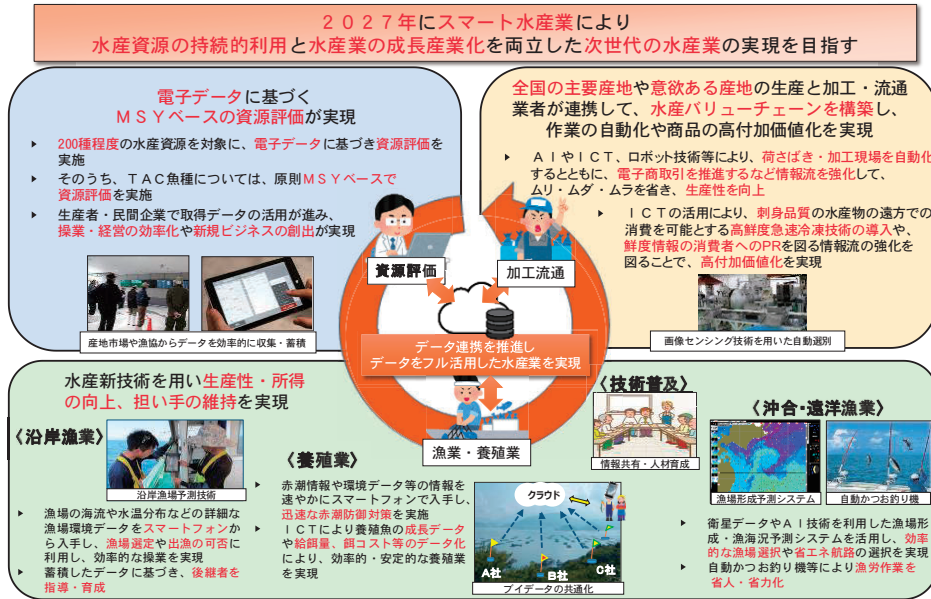 2027年にスマート水産業により
水産資源の持続的利用と水産業の成長産業化を両立した次世代の水産業の実現を目指す
電子データに基づく
MSYベースの資源評価が実現
▶ 200種程度の水産資源を対象に、電子データに基づき資源評価を
実施
▶ そのうち、TAC魚種については、原則MSYベースで
資源評価を実施
▶ 生産者・民間企業で取得データの活用が進み、
操業・経営の効率化や新規ビジネスの創出が実現
産地市場や漁協からデータを効率的に収集・蓄積
全国の主要産地や意欲ある産地の生産と加工・流通
業者が連携して、水産バリューチェーンを構築し、
作業の自動化や商品の高付加価値化を実現
▶ AIやICT、ロボット技術等により、荷さばき・加工現場を自動化
するとともに、電子商取引を推進するなど情報流を強化して、
ムリ・ムダ・ムラを省き、生産性を向上
▶ ICTの活用により、刺身品質の水産物の遠方での
消費を可能とする高鮮度急速冷凍技術の導入や、
鮮度情報の消費者へのPRを図る情報流の強化を
図ることで、高付加価値化を実現
画像センシング技術を用いた自動選別
資源評価
加工流通
データ連携を推進し
データをフル活用した水産業を実現
漁業・養殖業
水産新技術を用い生産性・所得
の向上、担い手の維持を実現
〈沿岸漁業〉
沿岸漁場予測技術
▶ 漁場の海流や水温分布などの詳細な
漁場環境データをスマートフォンか
ら入手し、漁場選定や出漁の可否に
利用し、効率的な操業を実現
▶ 蓄積したデータに基づき、後継者を
指導・育成
〈養殖業〉
▶ 赤潮情報や環境データ等の情報を
速やかにスマートフォンで入手し、
迅速な赤潮防御対策を実施
▶ ICTにより養殖魚の成長データ
や給餌量、餌コスト等のデータ化
により、効率的・安定的な養殖業
を実現
クラウド
A社
B社
C社
ブイデータの共通化
〈技術普及〉
情報共有・人材育成
〈沖合・遠洋漁業〉
漁場形成予測システム
自動かつお釣り機
▶ 衛星データやAI技術を利用した漁場形
成・漁海況予測システムを活用し、効率
的な漁場選択や省エネ航路の選択を実現
▶ 自動かつお釣り機等により漁労作業を
省人・省力化